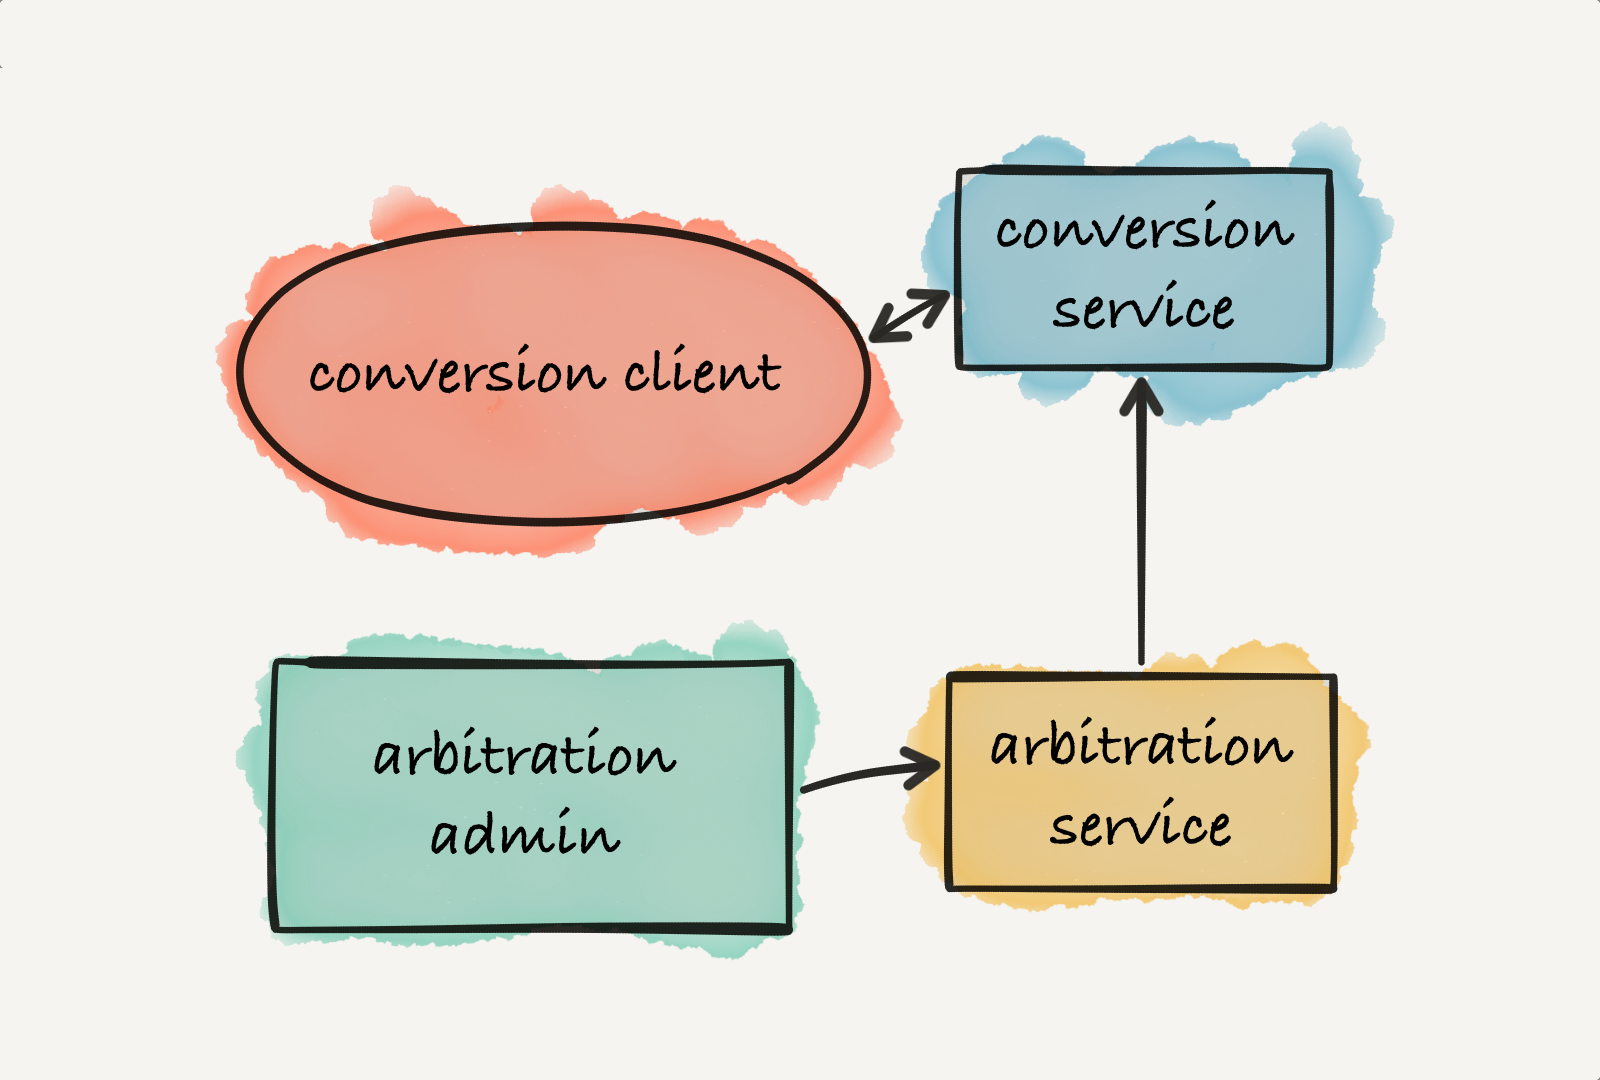 conversion
service
conversion client
arbitration
admin
arbitration
service